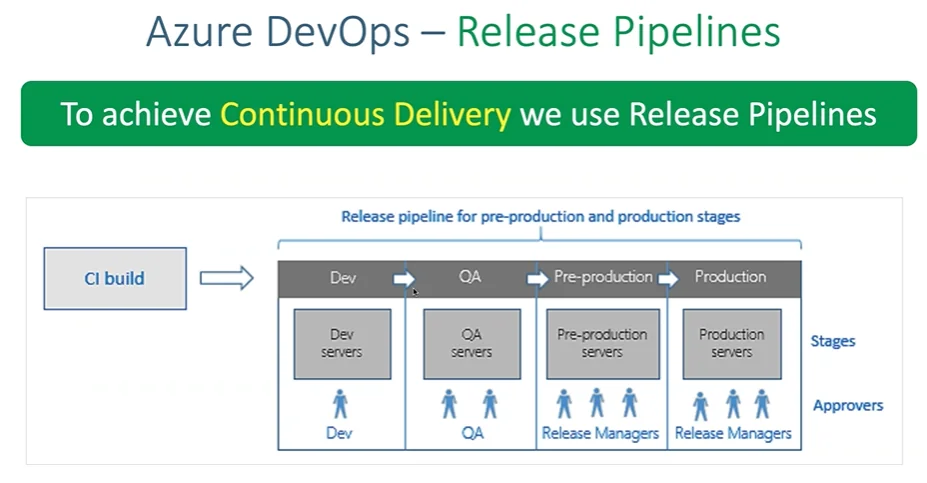 Azure DevOps – Release Pipelines
To achieve Continuous Delivery we use Release Pipelines
Release pipeline for pre-production and production stages
CI build
Dev
QA
Pre-production
Production
Dev
servers
QA
servers
Pre-production
servers
Production
servers
Stages
Approvers
Dev
QA
Release Managers
Release Managers